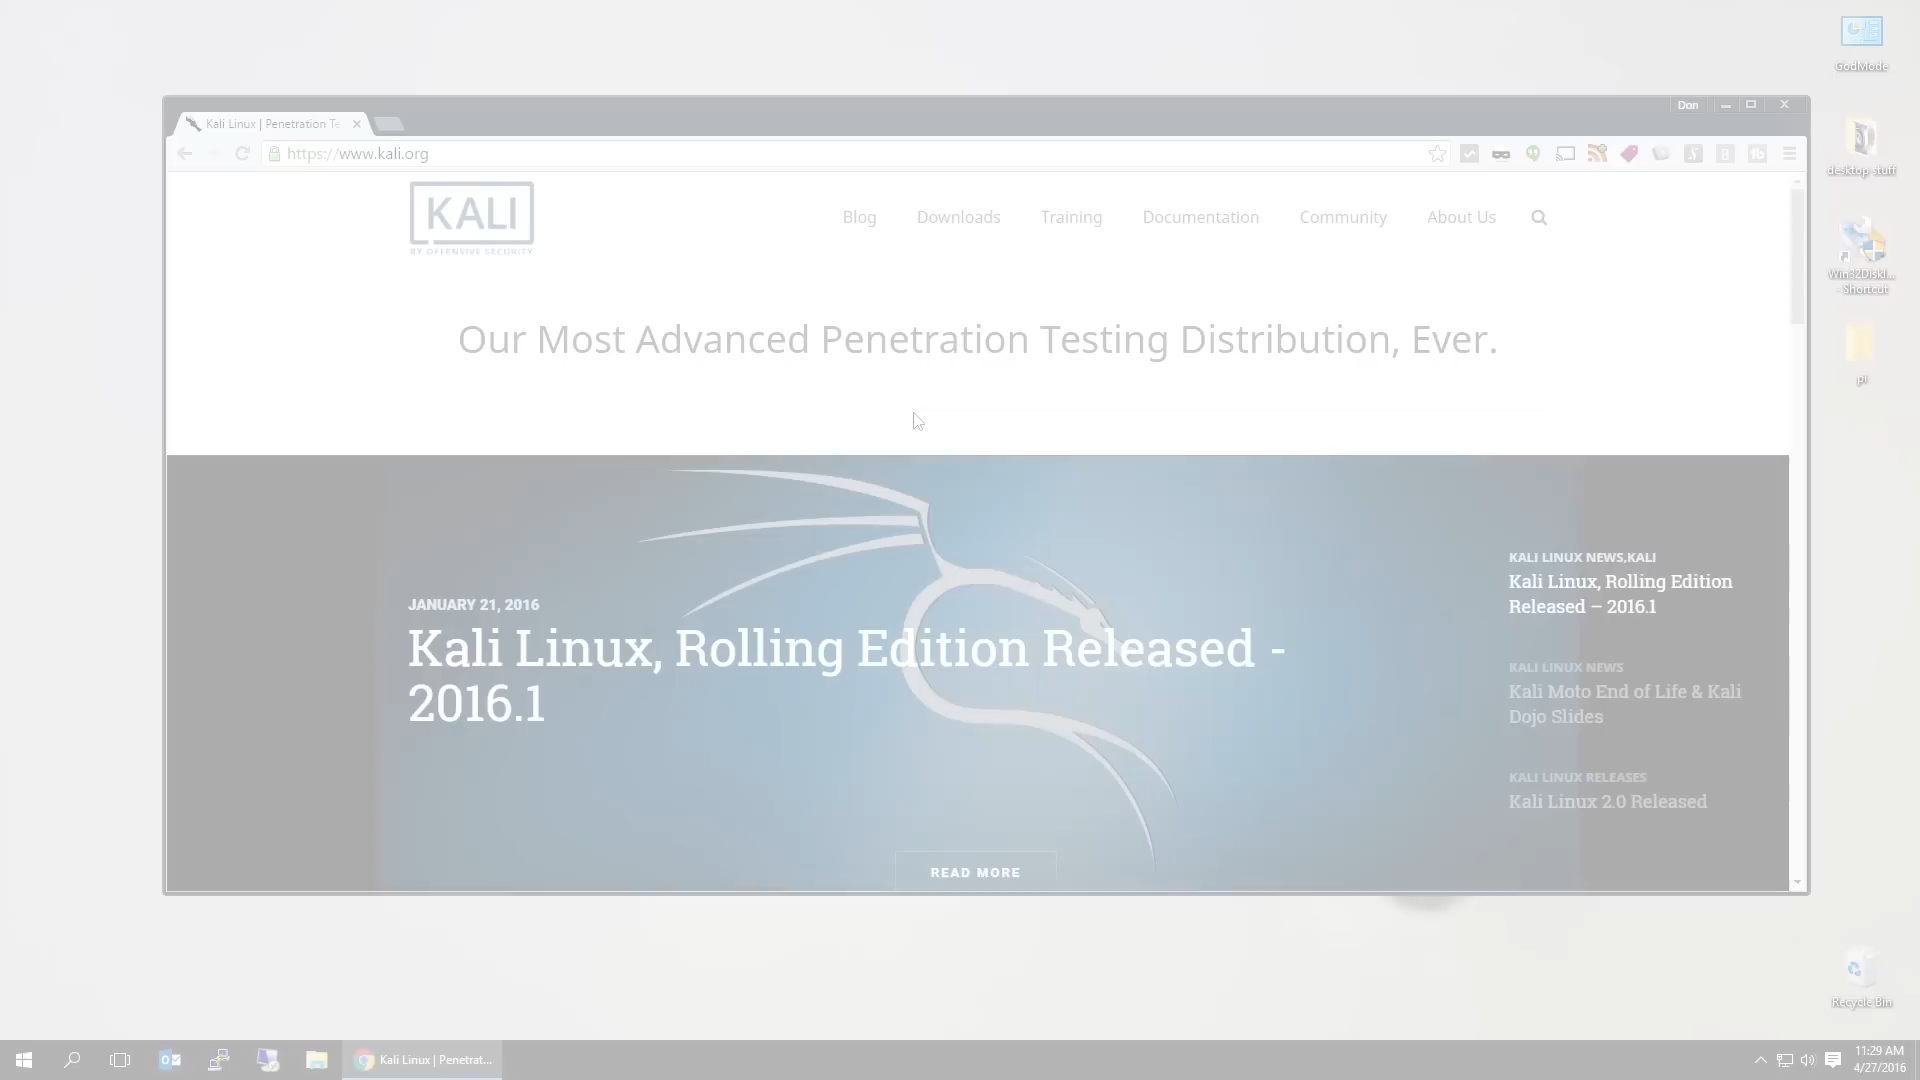 GodMode
Don
Kali Linux | Penetration Te
https://www.kali.org
desktop stuff
KALI
BY OFFENSIVE SECURITY
Blog
Downloads
Training
Documentation
Community
About Us
Win32DiskI...
- Shortcut
Our Most Advanced Penetration Testing Distribution, Ever.
pi
JANUARY 21, 2016
Kali Linux, Rolling Edition Released -
2016.1
KALI LINUX NEWS,KALI
Kali Linux, Rolling Edition
Released – 2016.1
KALI LINUX NEWS
Kali Moto End of Life & Kali
Dojo Slides
KALI LINUX RELEASES
Kali Linux 2.0 Released
READ MORE
Recycle Bin
Kali Linux | Penetrat...
11:29 AM
4/27/2016